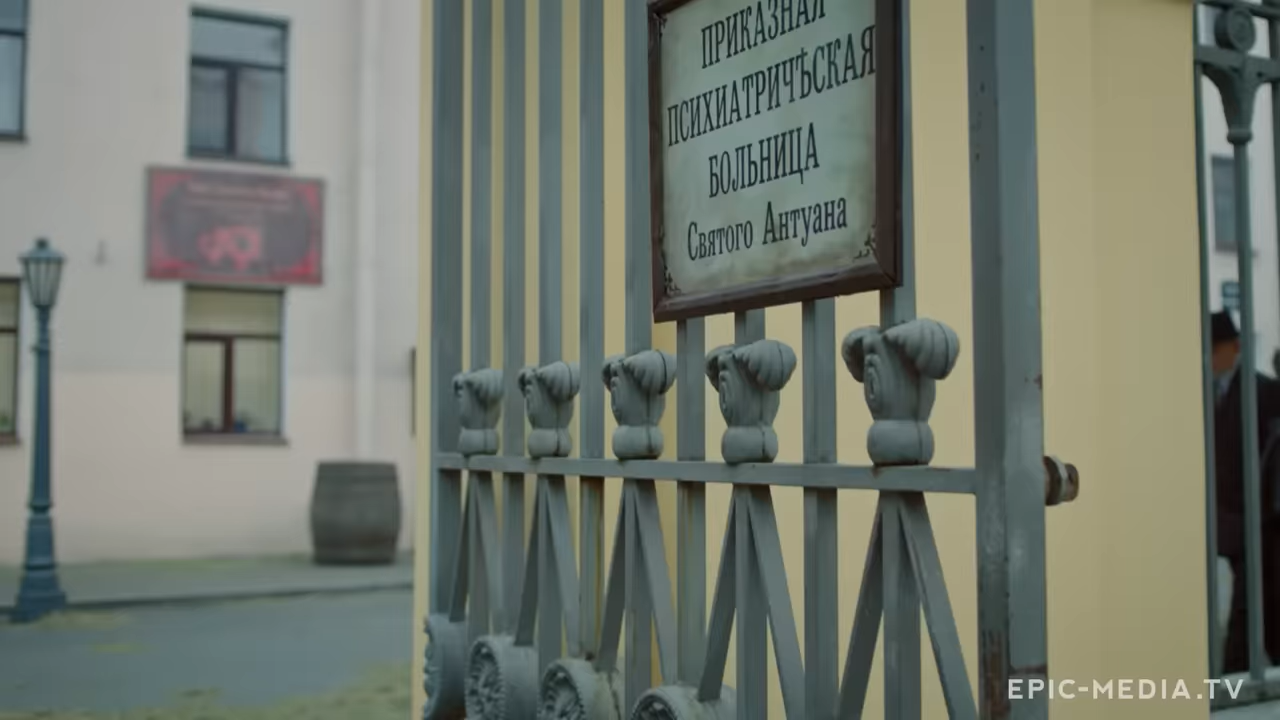 ПРИКАЗНАЯ
ПСИХИАТРИЧѢСКАЯ
БОЛЬНИЦА
Святого Антуана
EPIC-MEDIA.TV